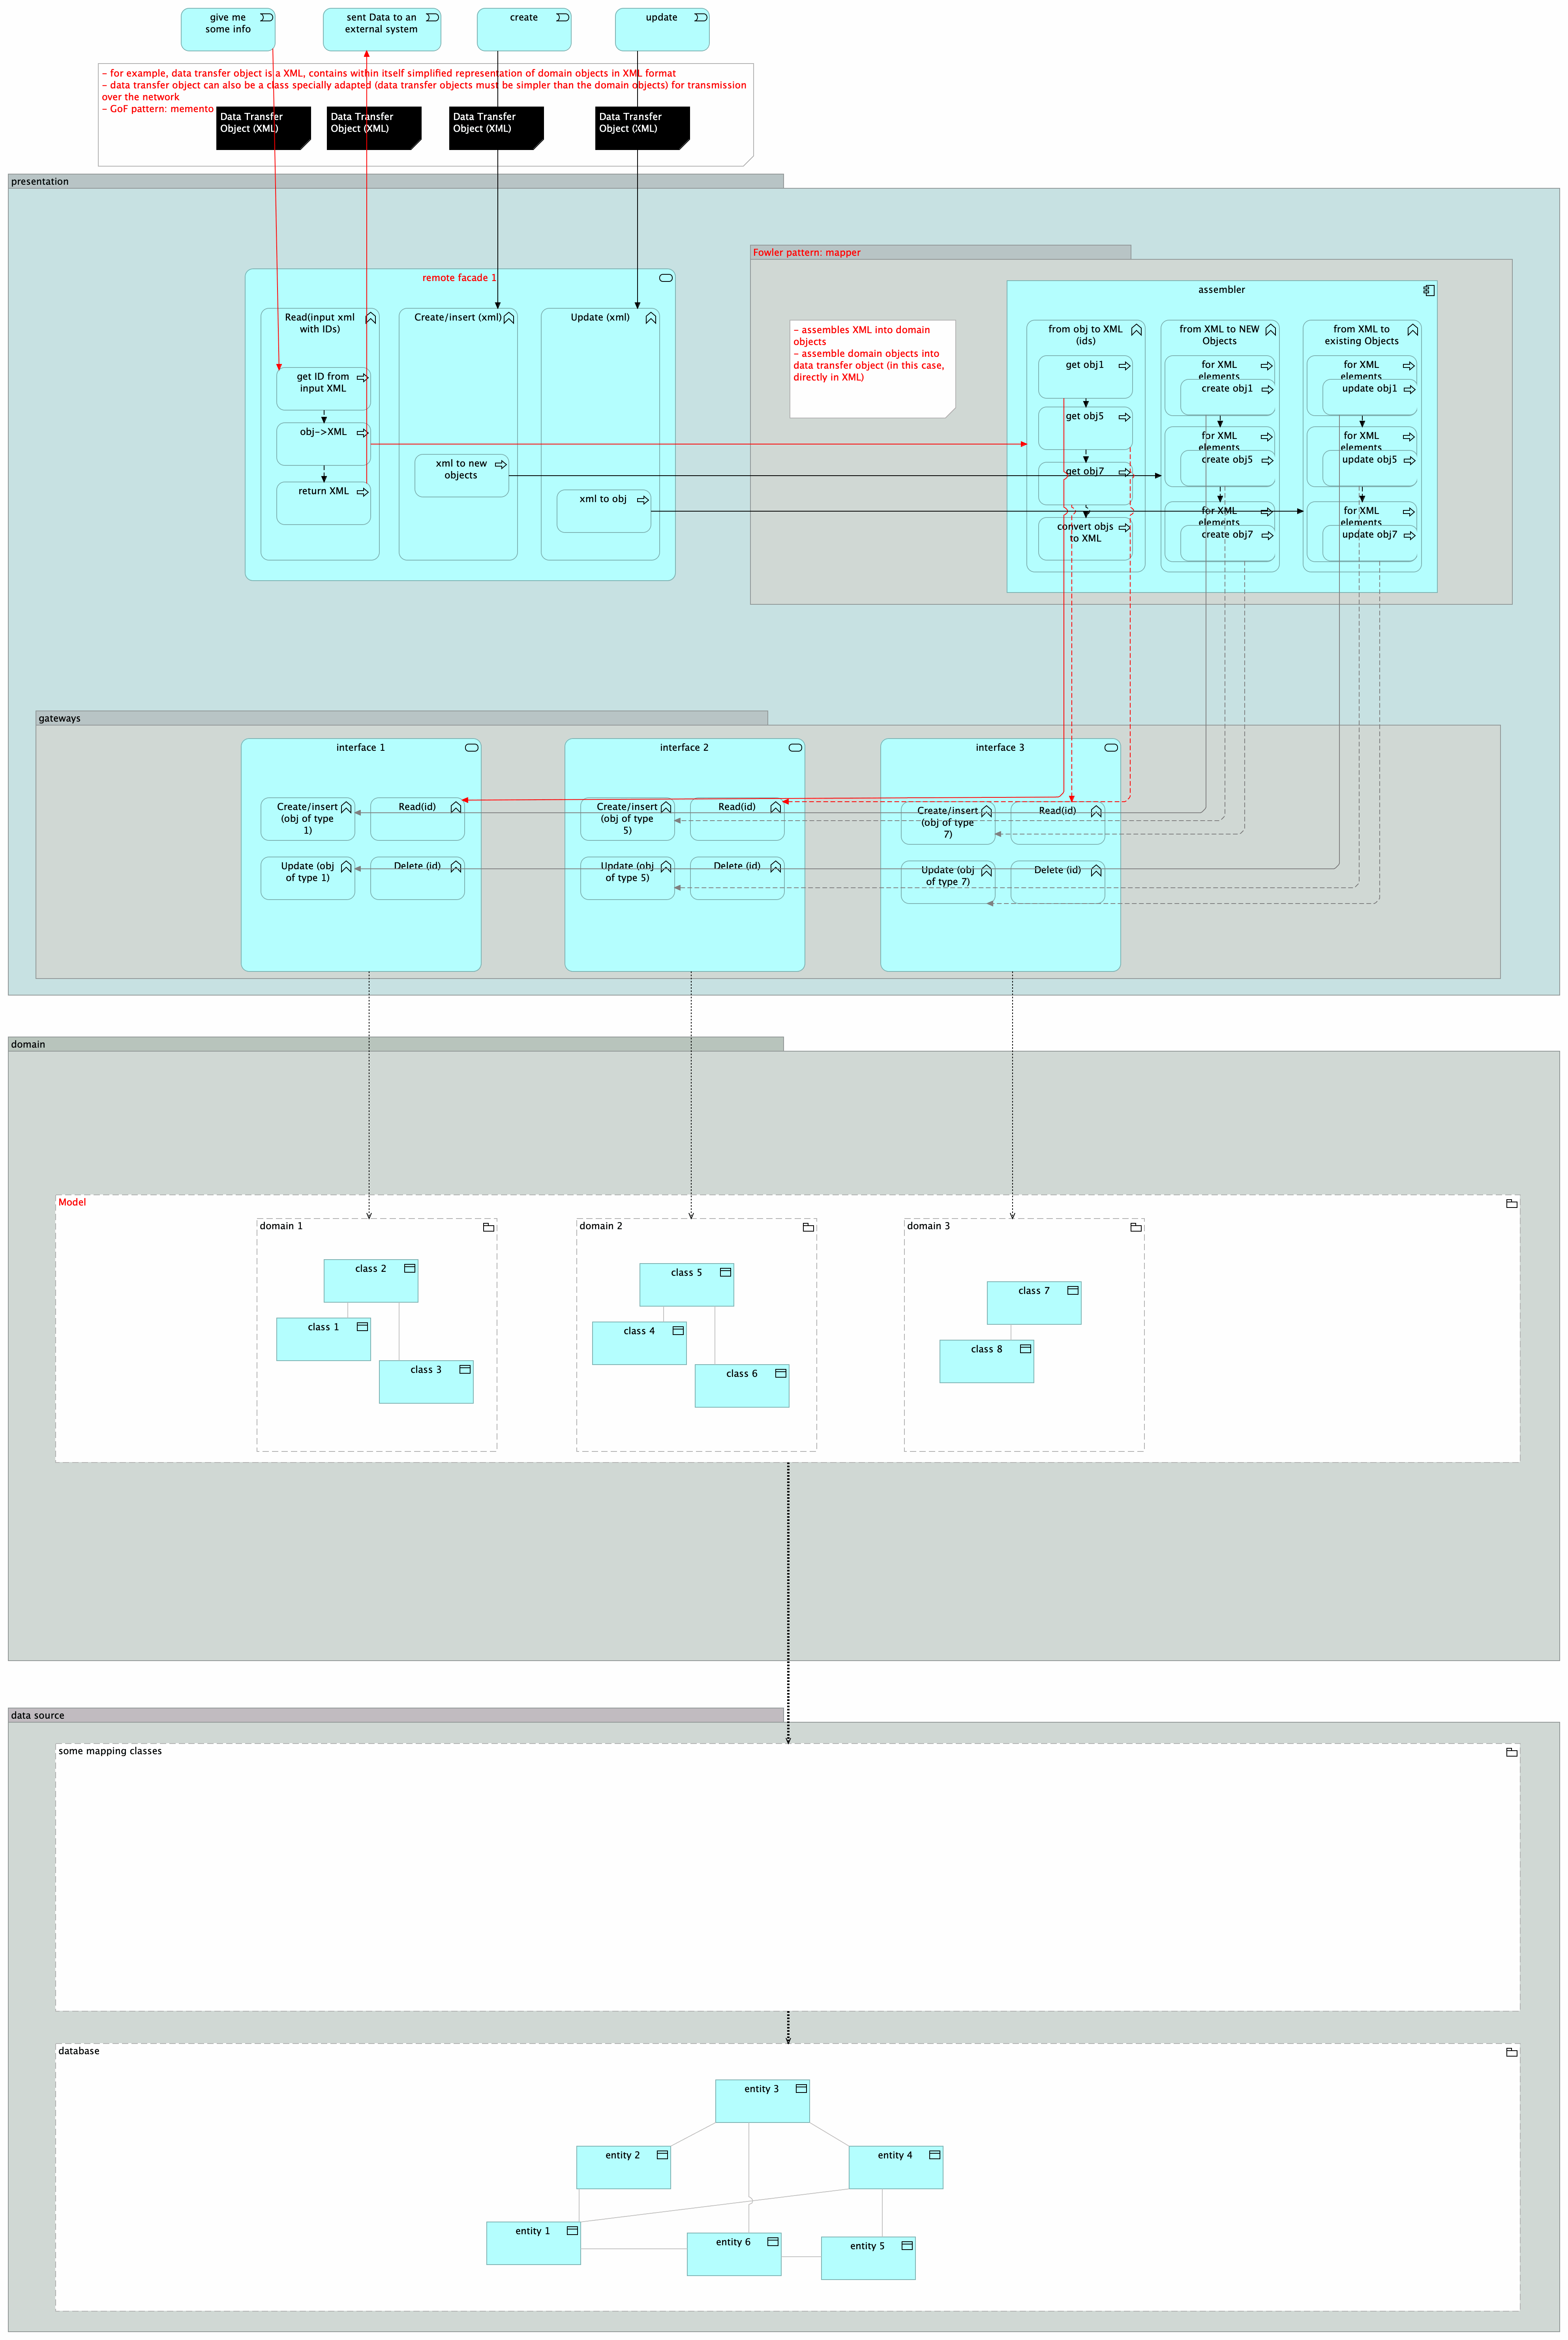 give me
some info
sent Data to an
external system
create
update
- for example, data transfer object is a XML, contains within itself simplified representation of domain objects in XML format
- data transfer object can also be a class specially adapted (data transfer objects must be simpler than the domain objects) for transmission
over the network
- GoF pattern: memento
Data Transfer
Object (XML)
Data Transfer
Object (XML)
Data Transfer
Object (XML)
Data Transfer
Object (XML)
presentation
remote facade 1
Read(input xml
with IDs)
get ID from
input XML
obj->XML
return XML
Create/insert (xml)
xml to new
objects
Update (xml)
xml to obj
Fowler pattern: mapper
- assembles XML into domain
objects
- assemble domain objects into
data transfer object (in this case,
directly in XML)
assembler
from obj to XML
(ids)
get obj1
get obj5
get obj7
convert objs
to XML
from XML to NEW
Objects
for XML
elements
create obj1
for XML
elements
create obj5
for XML
elements
create obj7
from XML to
existing Objects
for XML
elements
update obj1
for XML
elements
update obj5
for XML
elements
update obj7
gateways
interface 1
Create/insert
(obj of type
1)
Read(id)
Update (obj
of type 1)
Delete (id)
interface 2
Create/insert
(obj of type
5)
Read(id)
Update (obj
of type 5)
Delete (id)
interface 3
Create/insert
(obj of type
7)
Read(id)
Update (obj
of type 7)
Delete (id)
domain
Model
domain 1
class 2
class 1
class 3
domain 2
class 5
class 4
class 6
domain 3
class 7
class 8
data source
some mapping classes
database
entity 3
entity 2
entity 4
entity 1
entity 6
entity 5